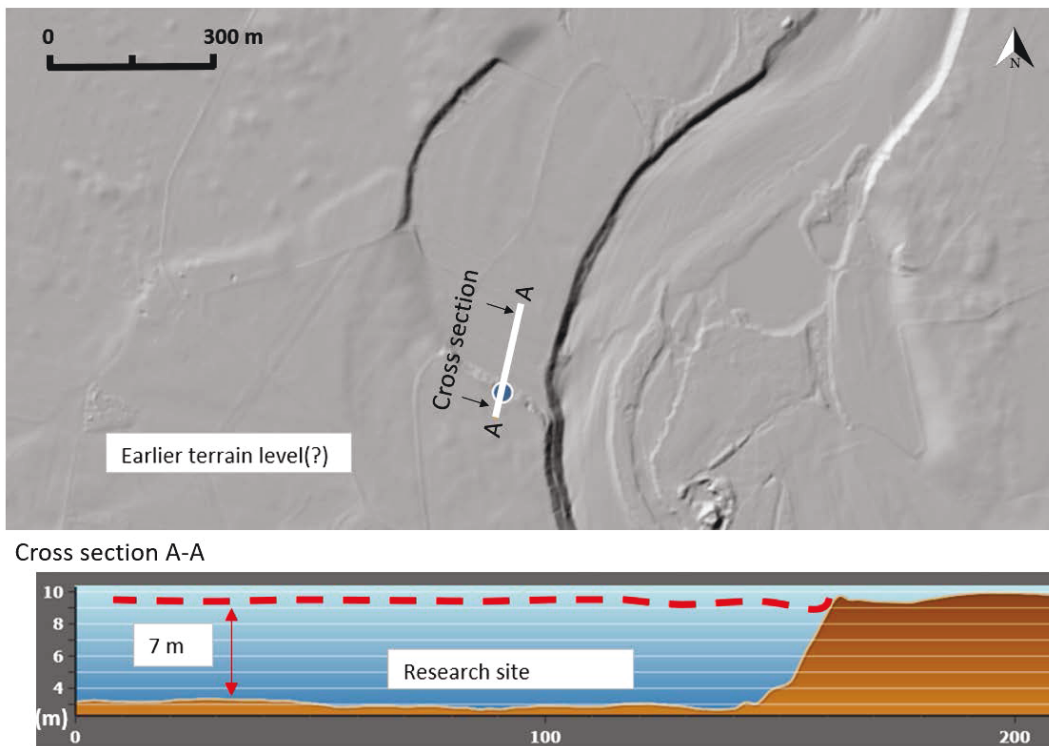 0 300 m
N
Cross section
A
A
Earlier terrain level(?)
Cross section A-A
10
8
7 m
6
Research site
4
(m)
0 100 200